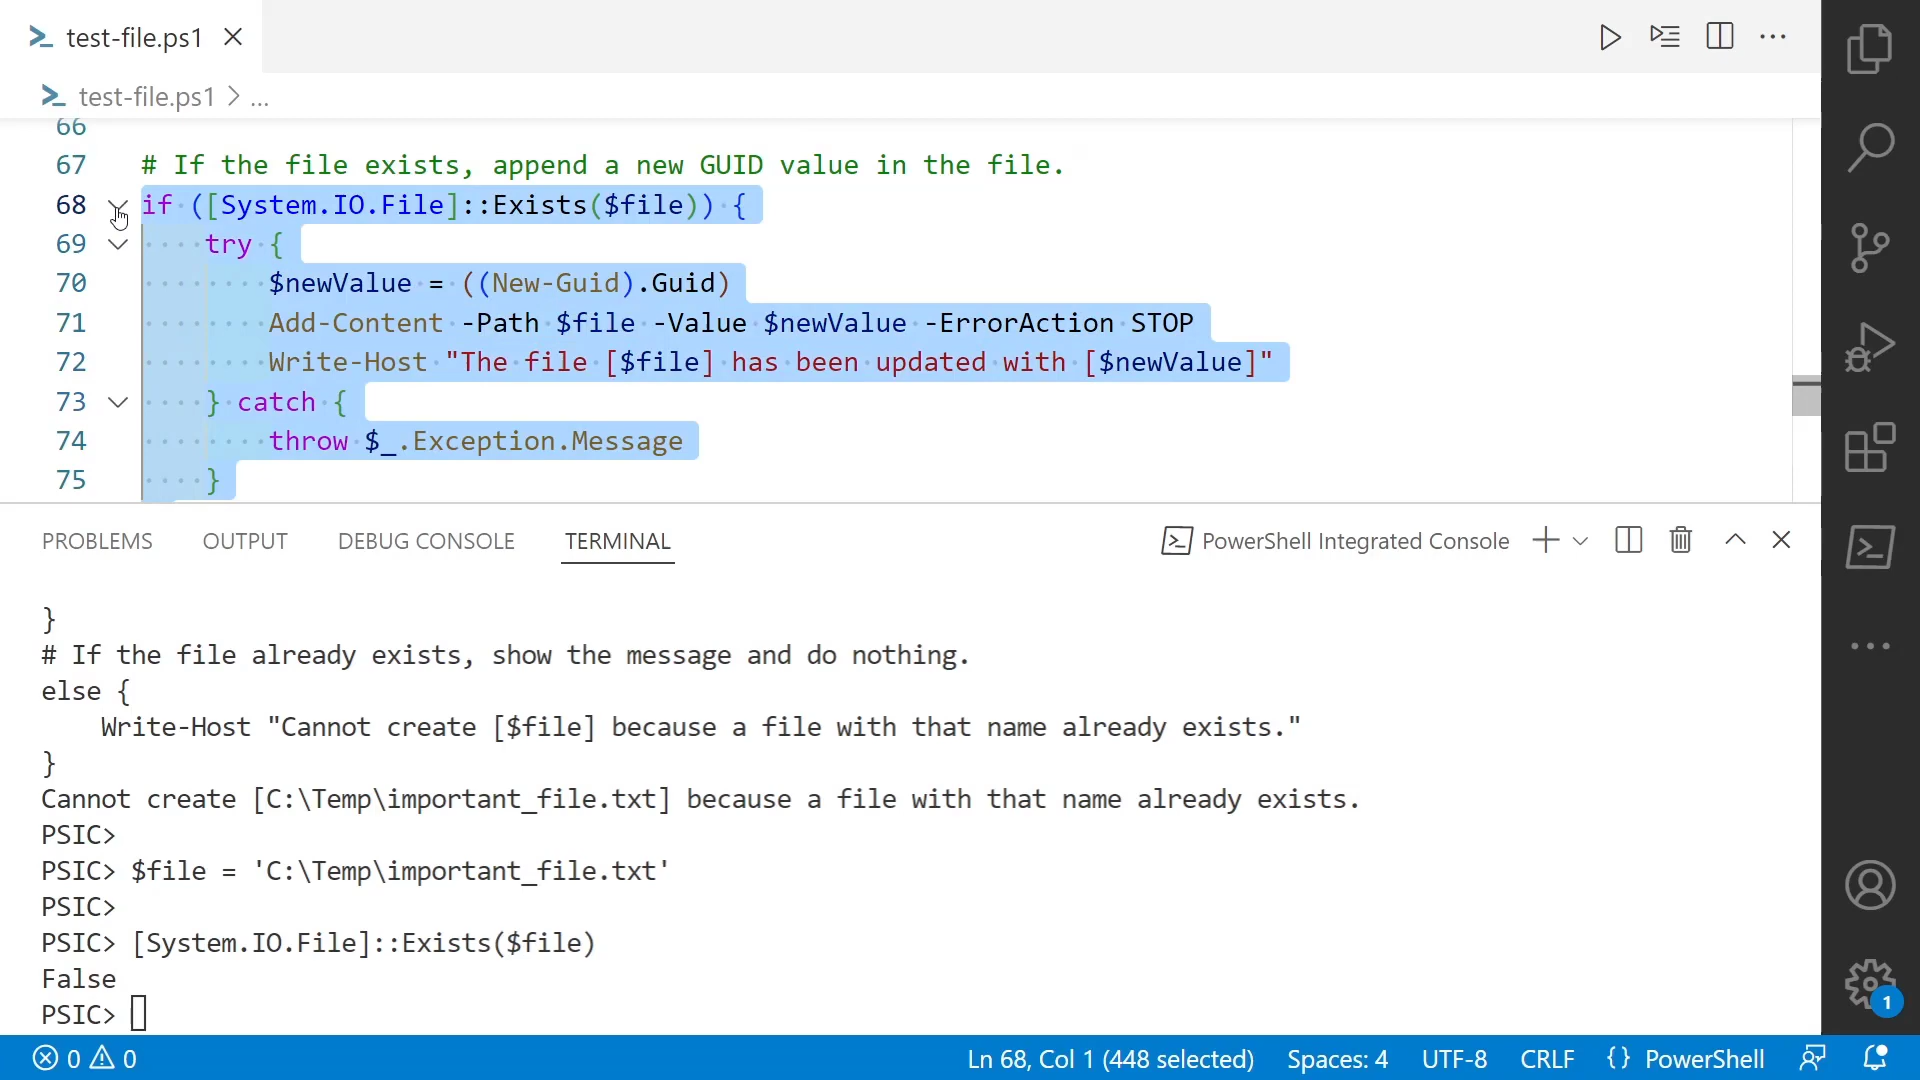 test-file.ps1
test-file.ps1 > ...
66
67 # If the file exists, append a new GUID value in the file.
68 if ([System.IO.File]::Exists($file)) {
69     try {
70         $newValue = ((New-Guid).Guid)
71         Add-Content -Path $file -Value $newValue -ErrorAction STOP
72         Write-Host "The file [$file] has been updated with [$newValue]"
73     } catch {
74         throw $_.Exception.Message
75     }
PROBLEMS OUTPUT DEBUG CONSOLE TERMINAL PowerShell Integrated Console
}
# If the file already exists, show the message and do nothing.
else {
    Write-Host "Cannot create [$file] because a file with that name already exists."
}
Cannot create [C:\Temp\important_file.txt] because a file with that name already exists.
PSIC>
PSIC> $file = 'C:\Temp\important_file.txt'
PSIC>
PSIC> [System.IO.File]::Exists($file)
False
PSIC>
1
0 0 Ln 68, Col 1 (448 selected) Spaces: 4 UTF-8 CRLF {} PowerShell